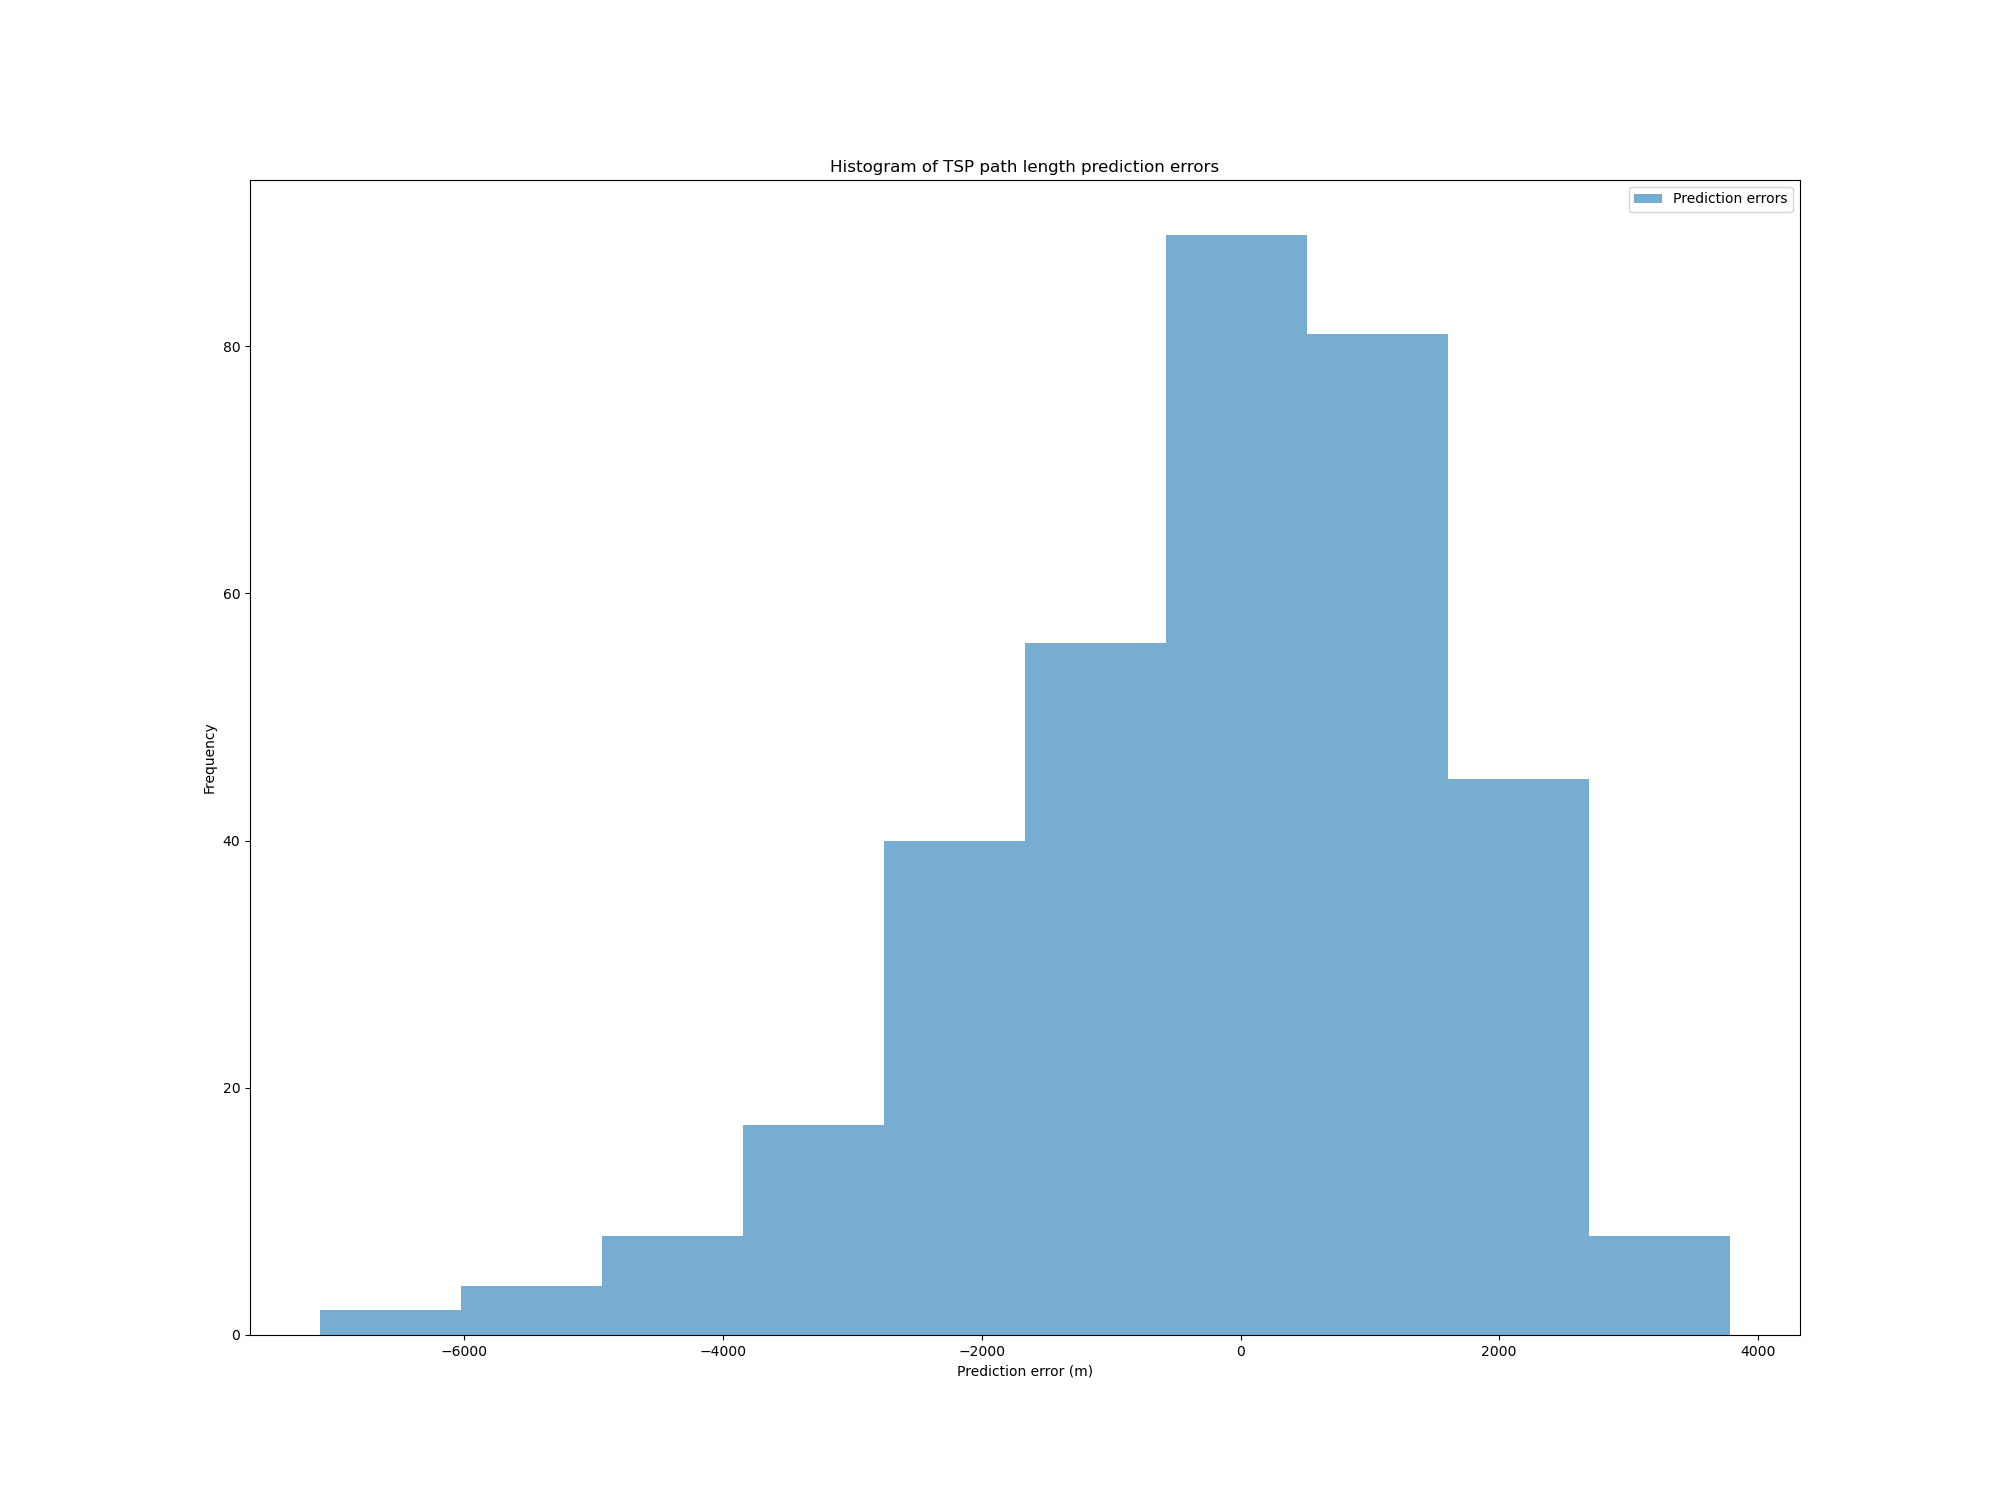 Histogram of TSP path length prediction errors
Prediction errors
80
60
40
20
0
Frequency
−6000
−4000
−2000
0
2000
4000
Prediction error (m)